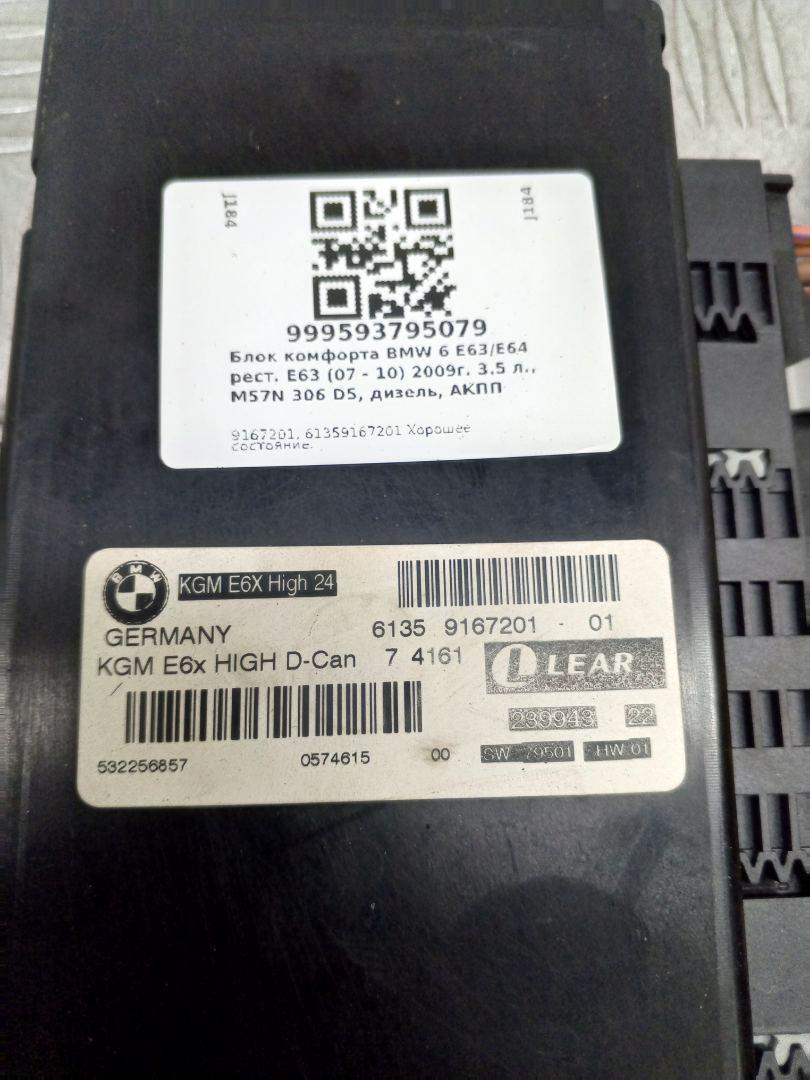 J184
J184
999593795079
Блок комфорта BMW 6 E63/E64
рест. E63 (07 - 10) 2009г. 3.5 л.,
M57N 306 D5, дизель, АКПП
9167201, 61359167201 Хорошее
состояние.
BMW
KGM E6X High 24
GERMANY
6135 9167201 - 01
KGM E6x HIGH D-Can 7 4161
LEAR
239943 22
532256857 0574615 00 SW 79501 HW 01